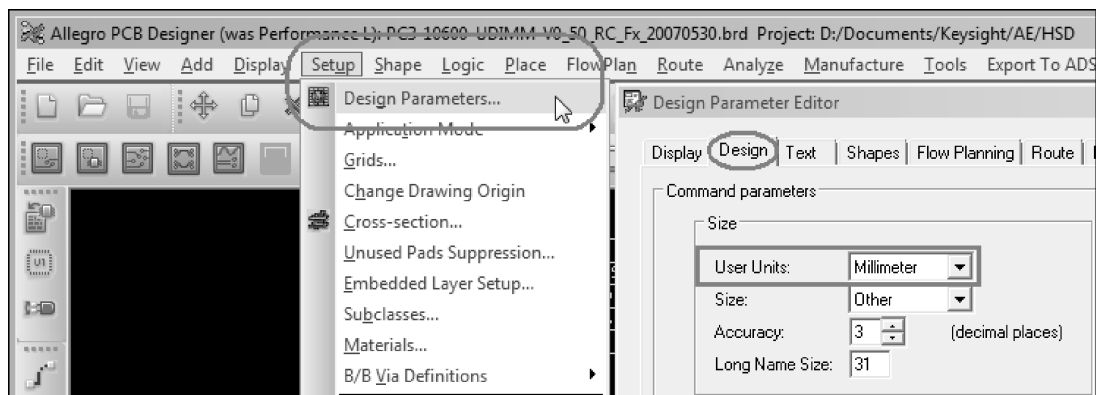 Allegro PCB Designer (was Performance L): PC3-10600-UDIMM-V0_50_RC_Fx_20070530.brd Project: D:/Documents/Keysight/AE/HSD
File Edit View Add Display Setup Shape Logic Place FlowPlan Route Analyze Manufacture Tools Export To ADS
Design Parameters...
Application Mode
Grids...
Change Drawing Origin
Cross-section...
Unused Pads Suppression...
Embedded Layer Setup...
Subclasses...
Materials...
B/B Via Definitions
U1
Design Parameter Editor
Display Design Text Shapes Flow Planning Route
Command parameters
Size
User Units: Millimeter
Size: Other
Accuracy: 3 (decimal places)
Long Name Size: 31